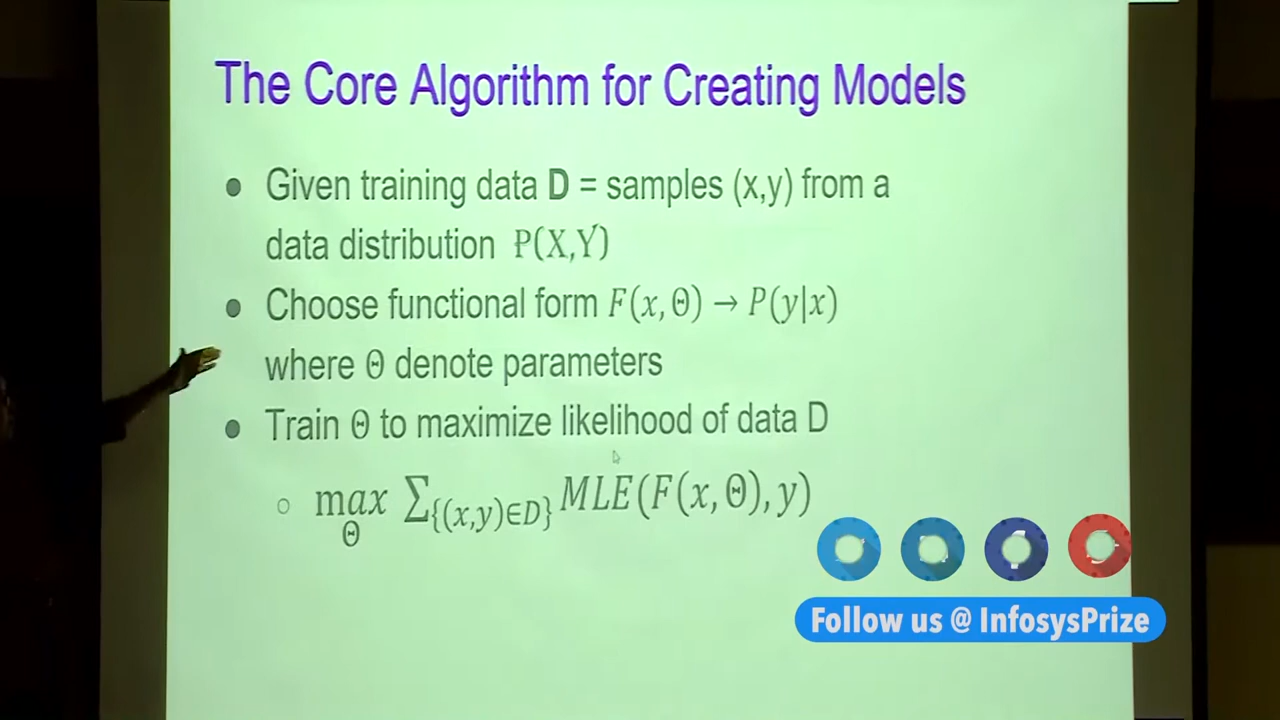 The Core Algorithm for Creating Models
● Given training data D = samples (x,y) from a
data distribution P(X,Y)
● Choose functional form F(x, Θ) → P(y|x)
where Θ denote parameters
● Train Θ to maximize likelihood of data D
○ max Σ{(x,y)∈D} MLE(F(x, Θ), y)
Θ
Follow us @ InfosysPrize